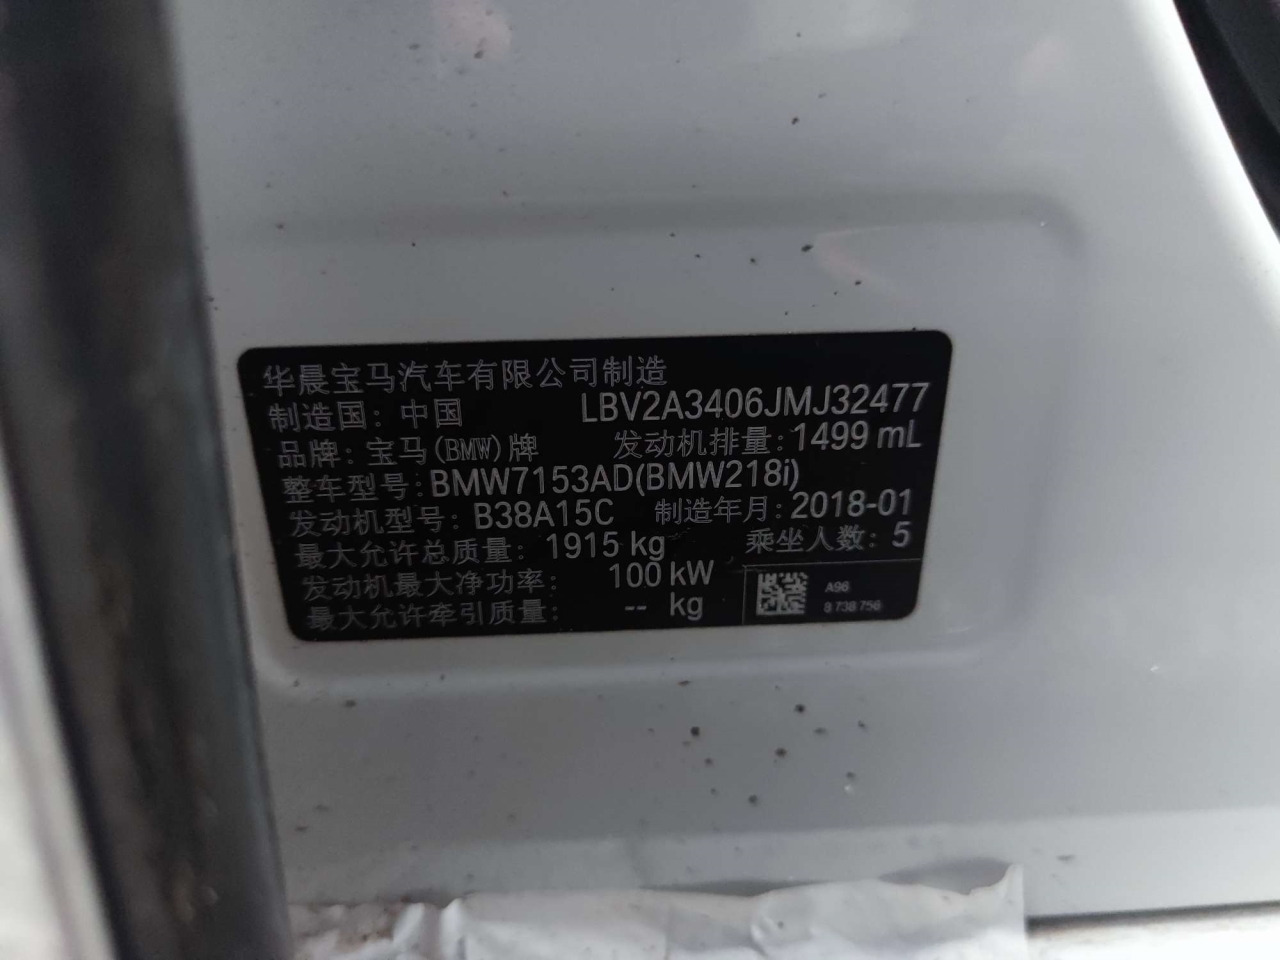 华晨宝马汽车有限公司制造
制造国：中国 LBV2A3406JMJ32477
品牌：宝马(BMW)牌 发动机排量：1499 mL
整车型号：BMW7153AD(BMW218i)
发动机型号：B38A15C 制造年月：2018-01
最大允许总质量：1915 kg 乘坐人数：5
发动机最大净功率：100 kW
最大允许牵引质量：-- kg
A96
8 738 756